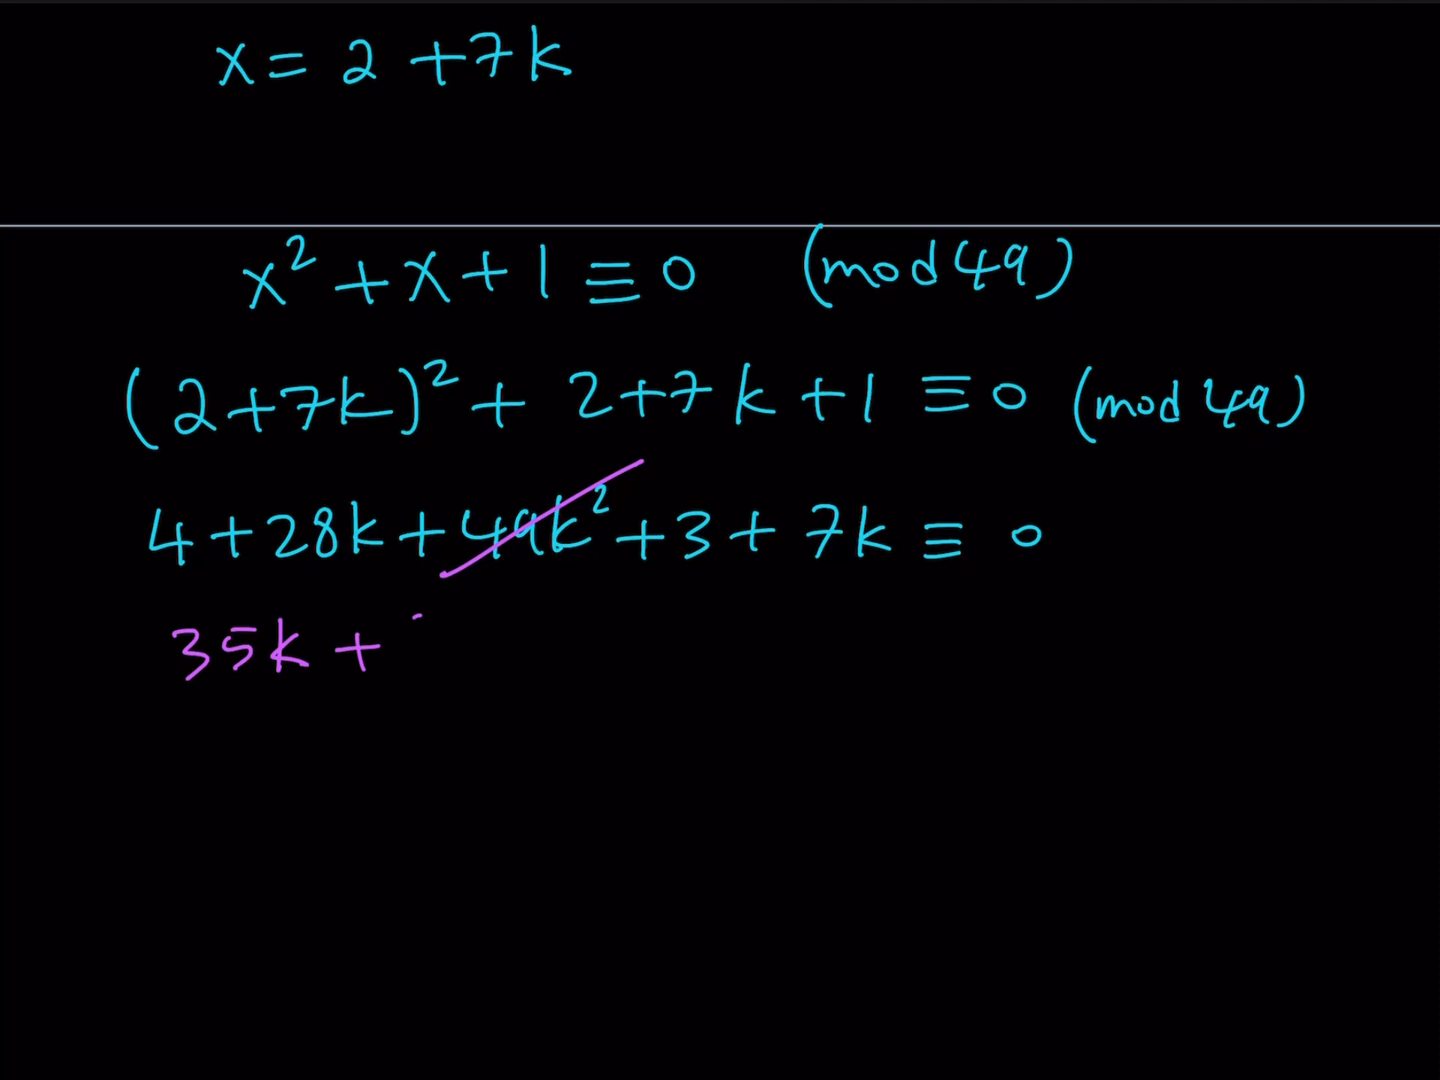 x = 2 + 7k
x² + x + 1 ≡ 0 (mod 49)
(2 + 7k)² + 2 + 7k + 1 ≡ 0 (mod 49)
4 + 28k + 49k² + 3 + 7k ≡ 0
35k +